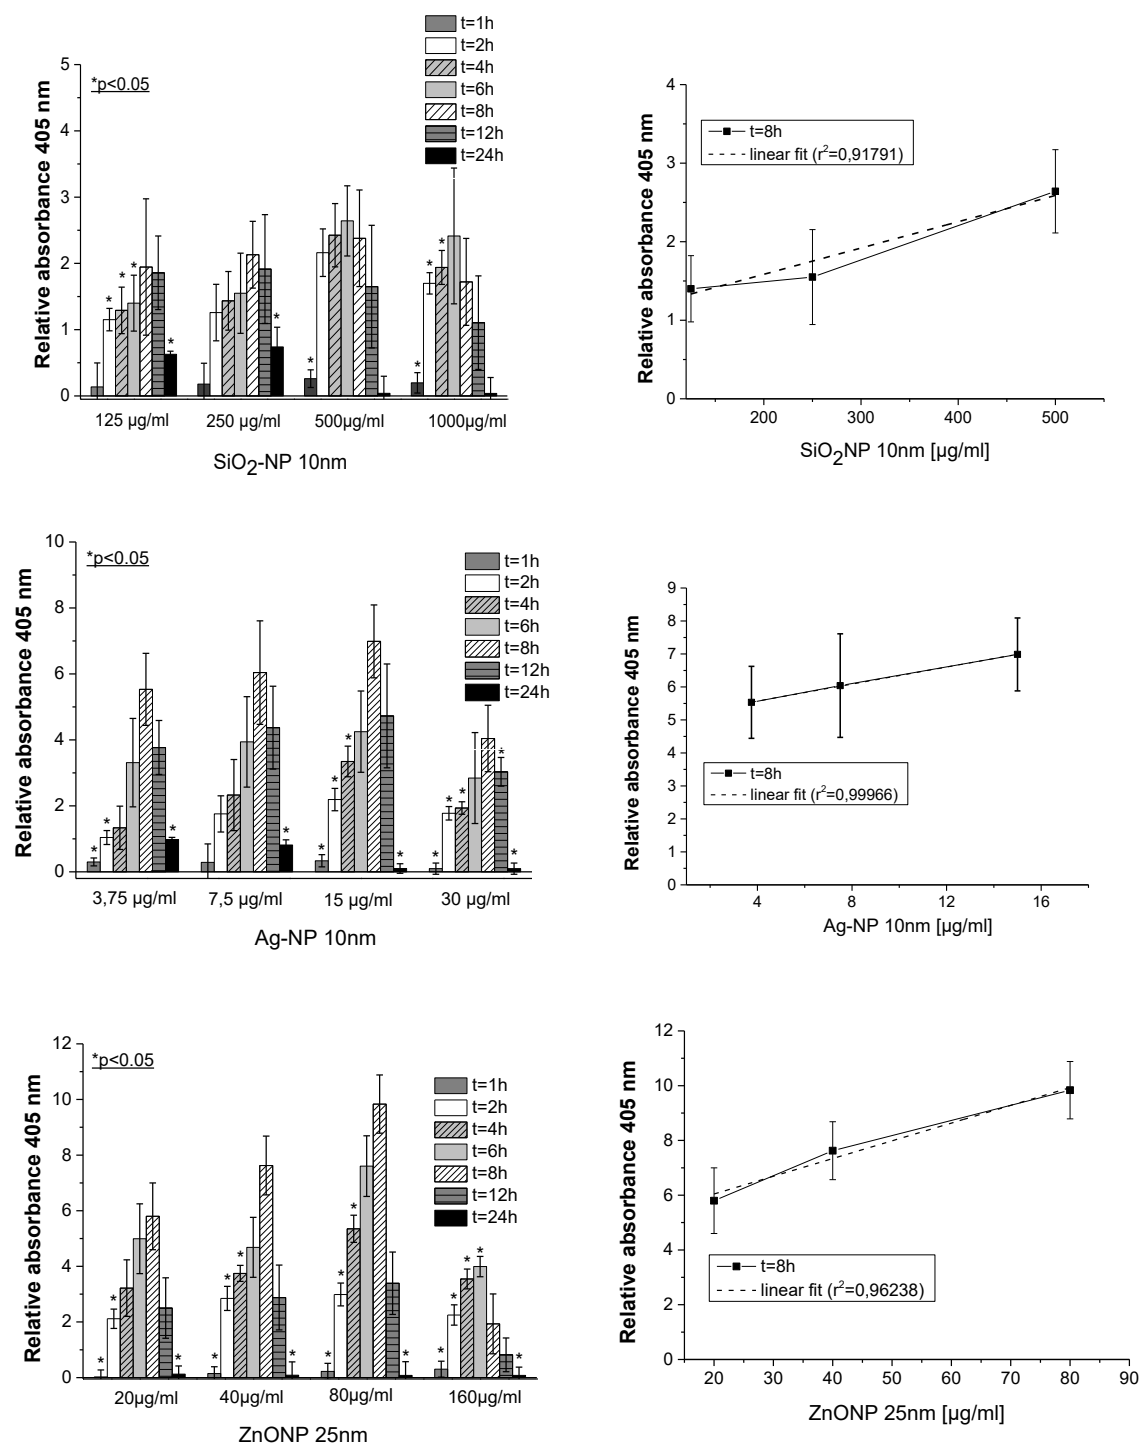 t=1h
t=2h
t=4h
t=6h
t=8h
t=12h
t=24h
*p<0.05
Relative absorbance 405 nm
5
4
3
2
1
0
* * * *
*
*
* * *
125 µg/ml 250 µg/ml 500µg/ml 1000µg/ml
SiO2-NP 10nm
Relative absorbance 405 nm
4
3
2
1
0
t=8h
linear fit (r2=0,91791)
200 300 400 500
SiO2NP 10nm [µg/ml]
Relative absorbance 405 nm
10
8
6
4
2
0
*p<0.05
t=1h
t=2h
t=4h
t=6h
t=8h
t=12h
t=24h
* * *
*
* * * *
* * * * *
3,75 µg/ml 7,5 µg/ml 15 µg/ml 30 µg/ml
Ag-NP 10nm
Relative absorbance 405 nm
9
8
7
6
5
4
3
2
1
0
t=8h
linear fit (r2=0,99966)
4 8 12 16
Ag-NP 10nm [µg/ml]
Relative absorbance 405 nm
12
10
8
6
4
2
0
*p<0.05
t=1h
t=2h
t=4h
t=6h
t=8h
t=12h
t=24h
* * *
* * * *
* * * *
* * * * *
20µg/ml 40µg/ml 80µg/ml 160µg/ml
ZnONP 25nm
Relative absorbance 405 nm
12
10
8
6
4
2
0
t=8h
linear fit (r2=0,96238)
20 30 40 50 60 70 80 90
ZnONP 25nm [µg/ml]